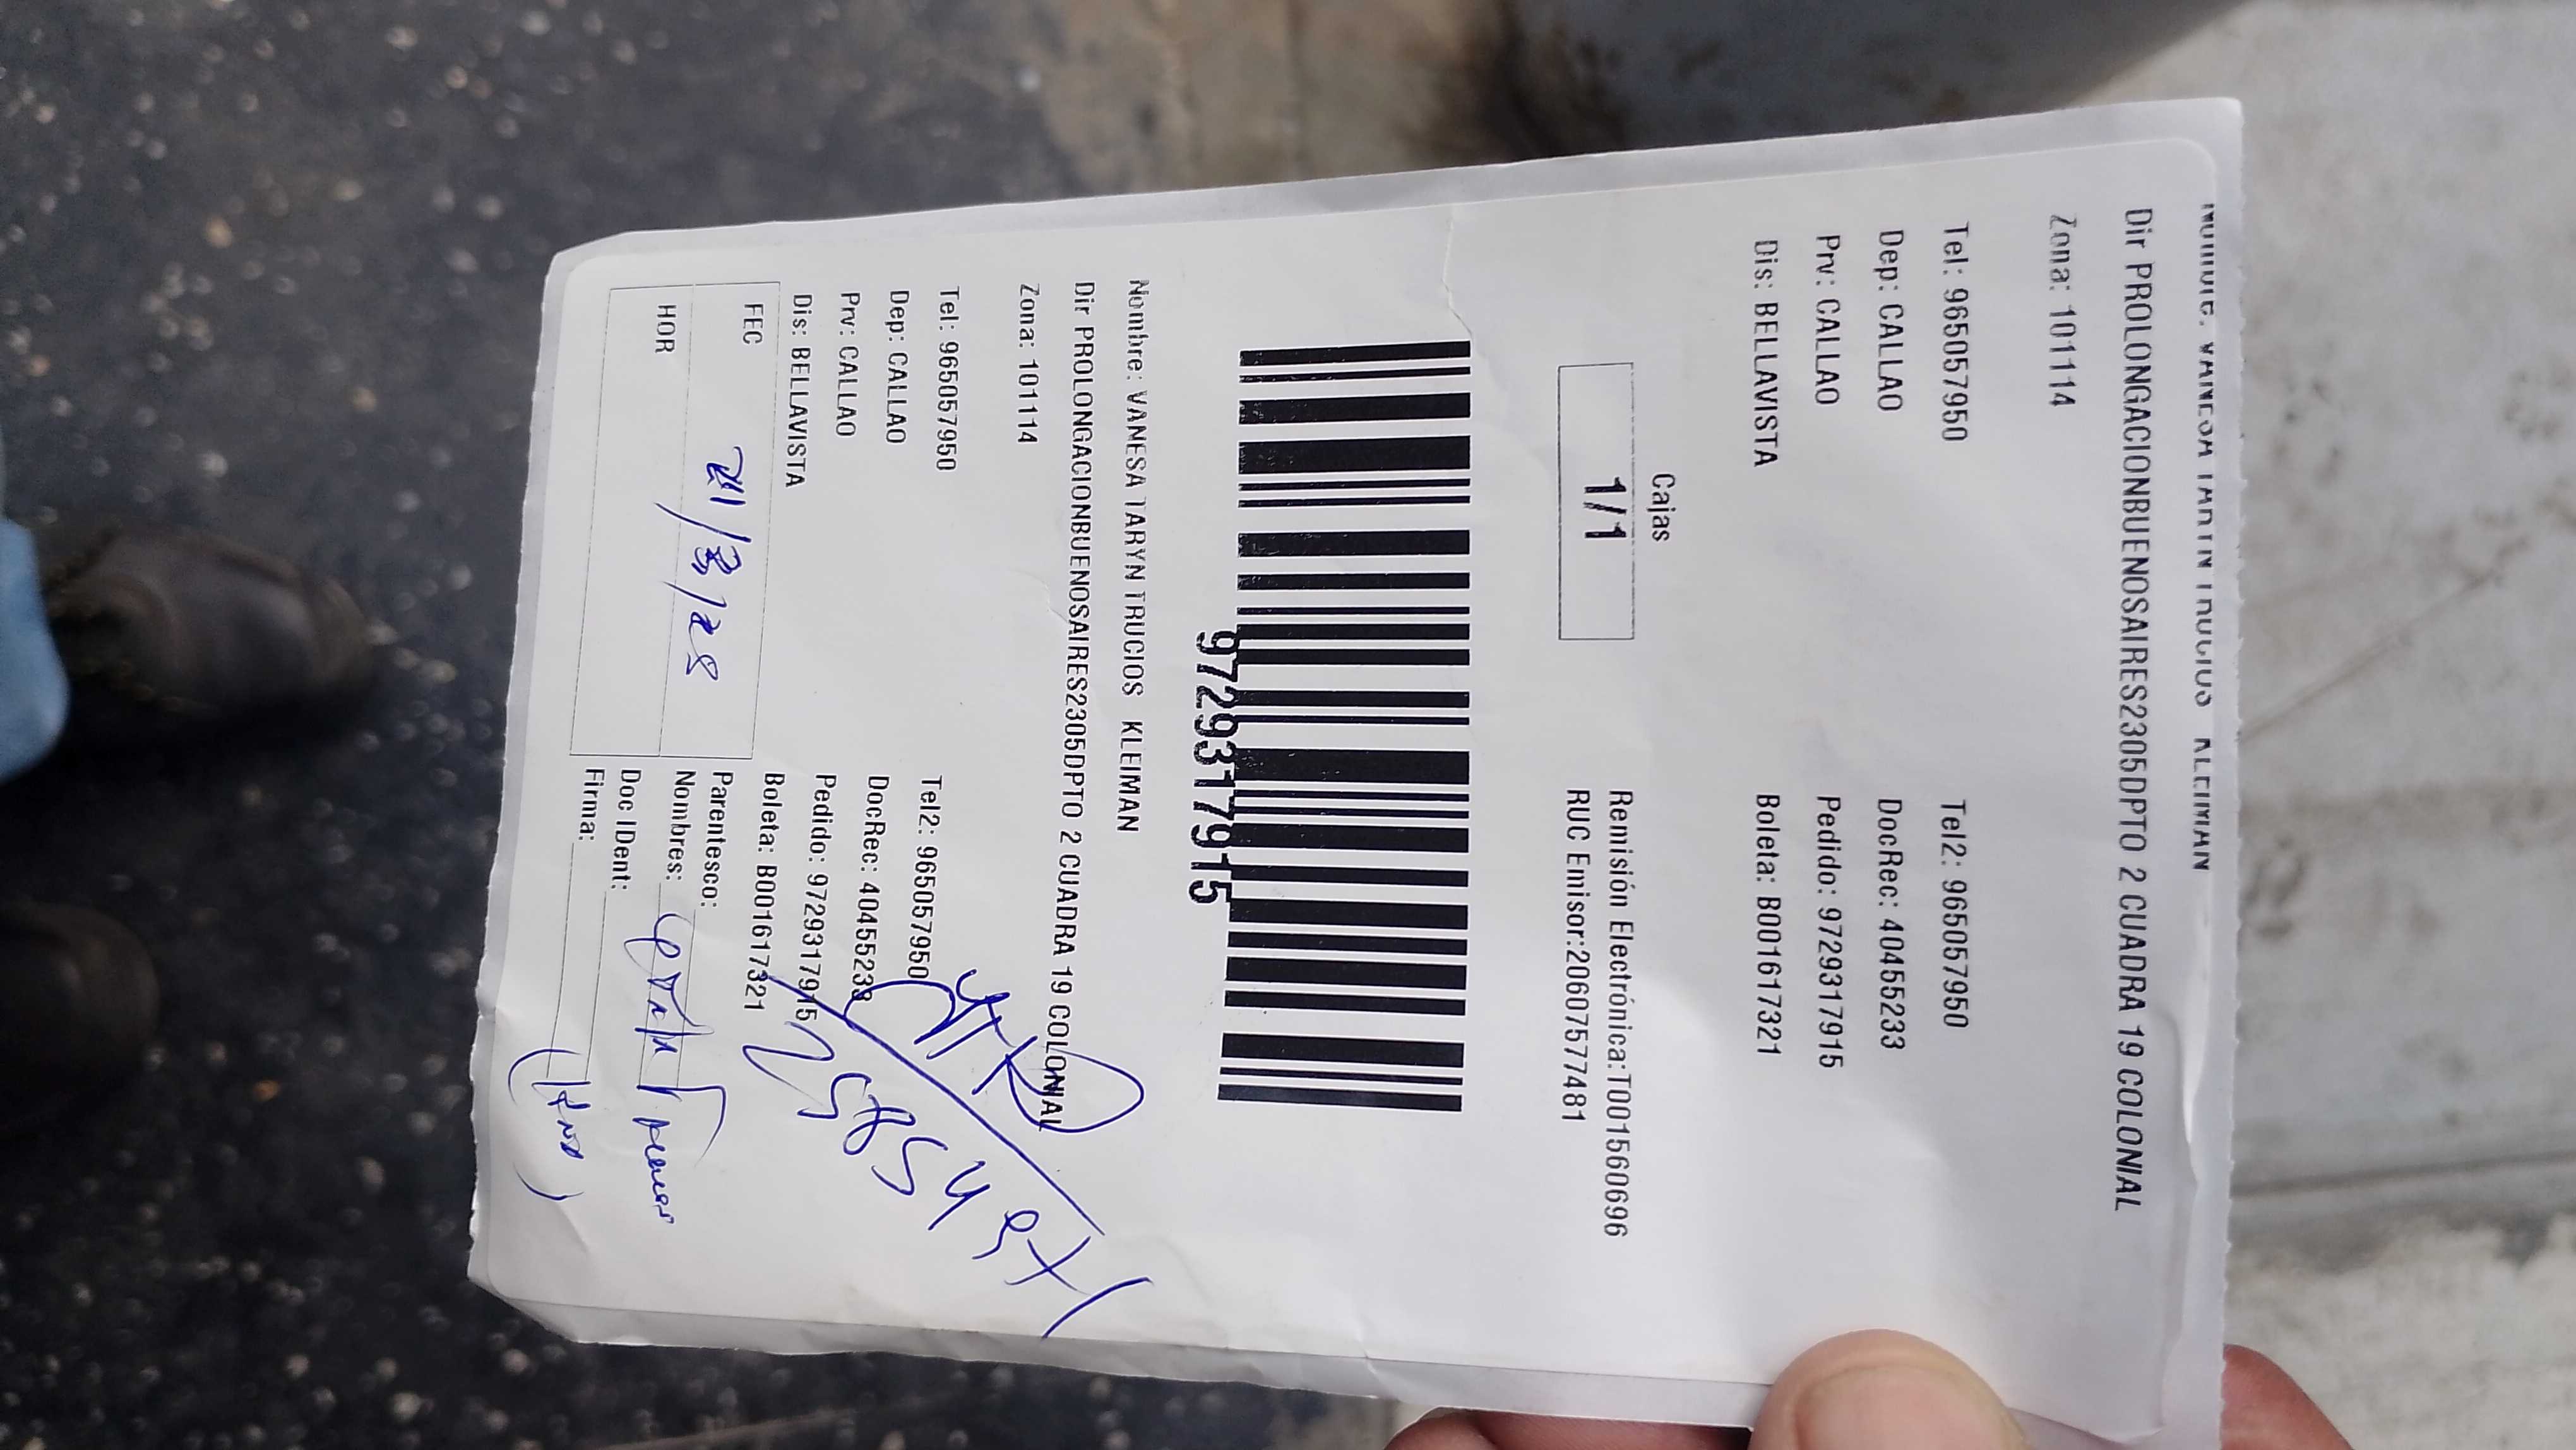 Nombre: VANESA TARYN TRUCIOS KLEIMAN
Dir PROLONGACIONBUENOSAIRES2305DPTO 2 CUADRA 19 COLONIAL
Zona: 101114
Tel: 965057950 Tel2: 965057950
Dep: CALLAO DocRec: 40455233
Prv: CALLAO Pedido: 9729317915
Dis: BELLAVISTA Boleta: B001617321
Cajas
1/1
Remisión Electrónica:T001560696
RUC Emisor:20607577481
9729317915
Nombre: VANESA TARYN TRUCIOS KLEIMAN
Dir PROLONGACIONBUENOSAIRES2305DPTO 2 CUADRA 19 COLONIAL
Zona: 101114
Tel: 965057950 Tel2: 965057950
Dep: CALLAO DocRec: 40455233
Prv: CALLAO Pedido: 9729317915
Dis: BELLAVISTA Boleta: B001617321
FEC
HOR
Parentesco:
Nombres:
Doc IDent:
Firma: